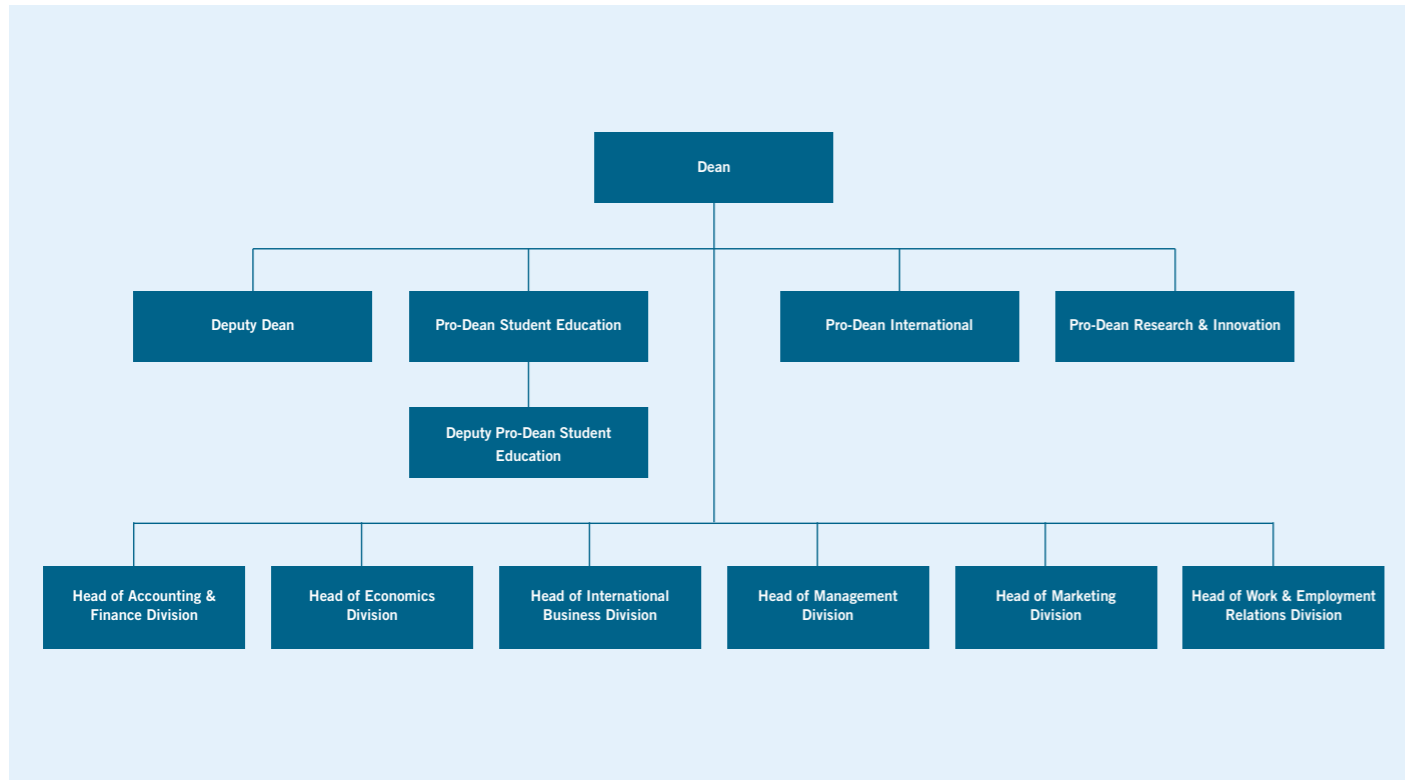 Dean
Deputy Dean
Pro-Dean Student Education
Pro-Dean International
Pro-Dean Research & Innovation
Deputy Pro-Dean Student
Education
Head of Accounting &
Finance Division
Head of Economics
Division
Head of International
Business Division
Head of Management
Division
Head of Marketing
Division
Head of Work & Employment
Relations Division